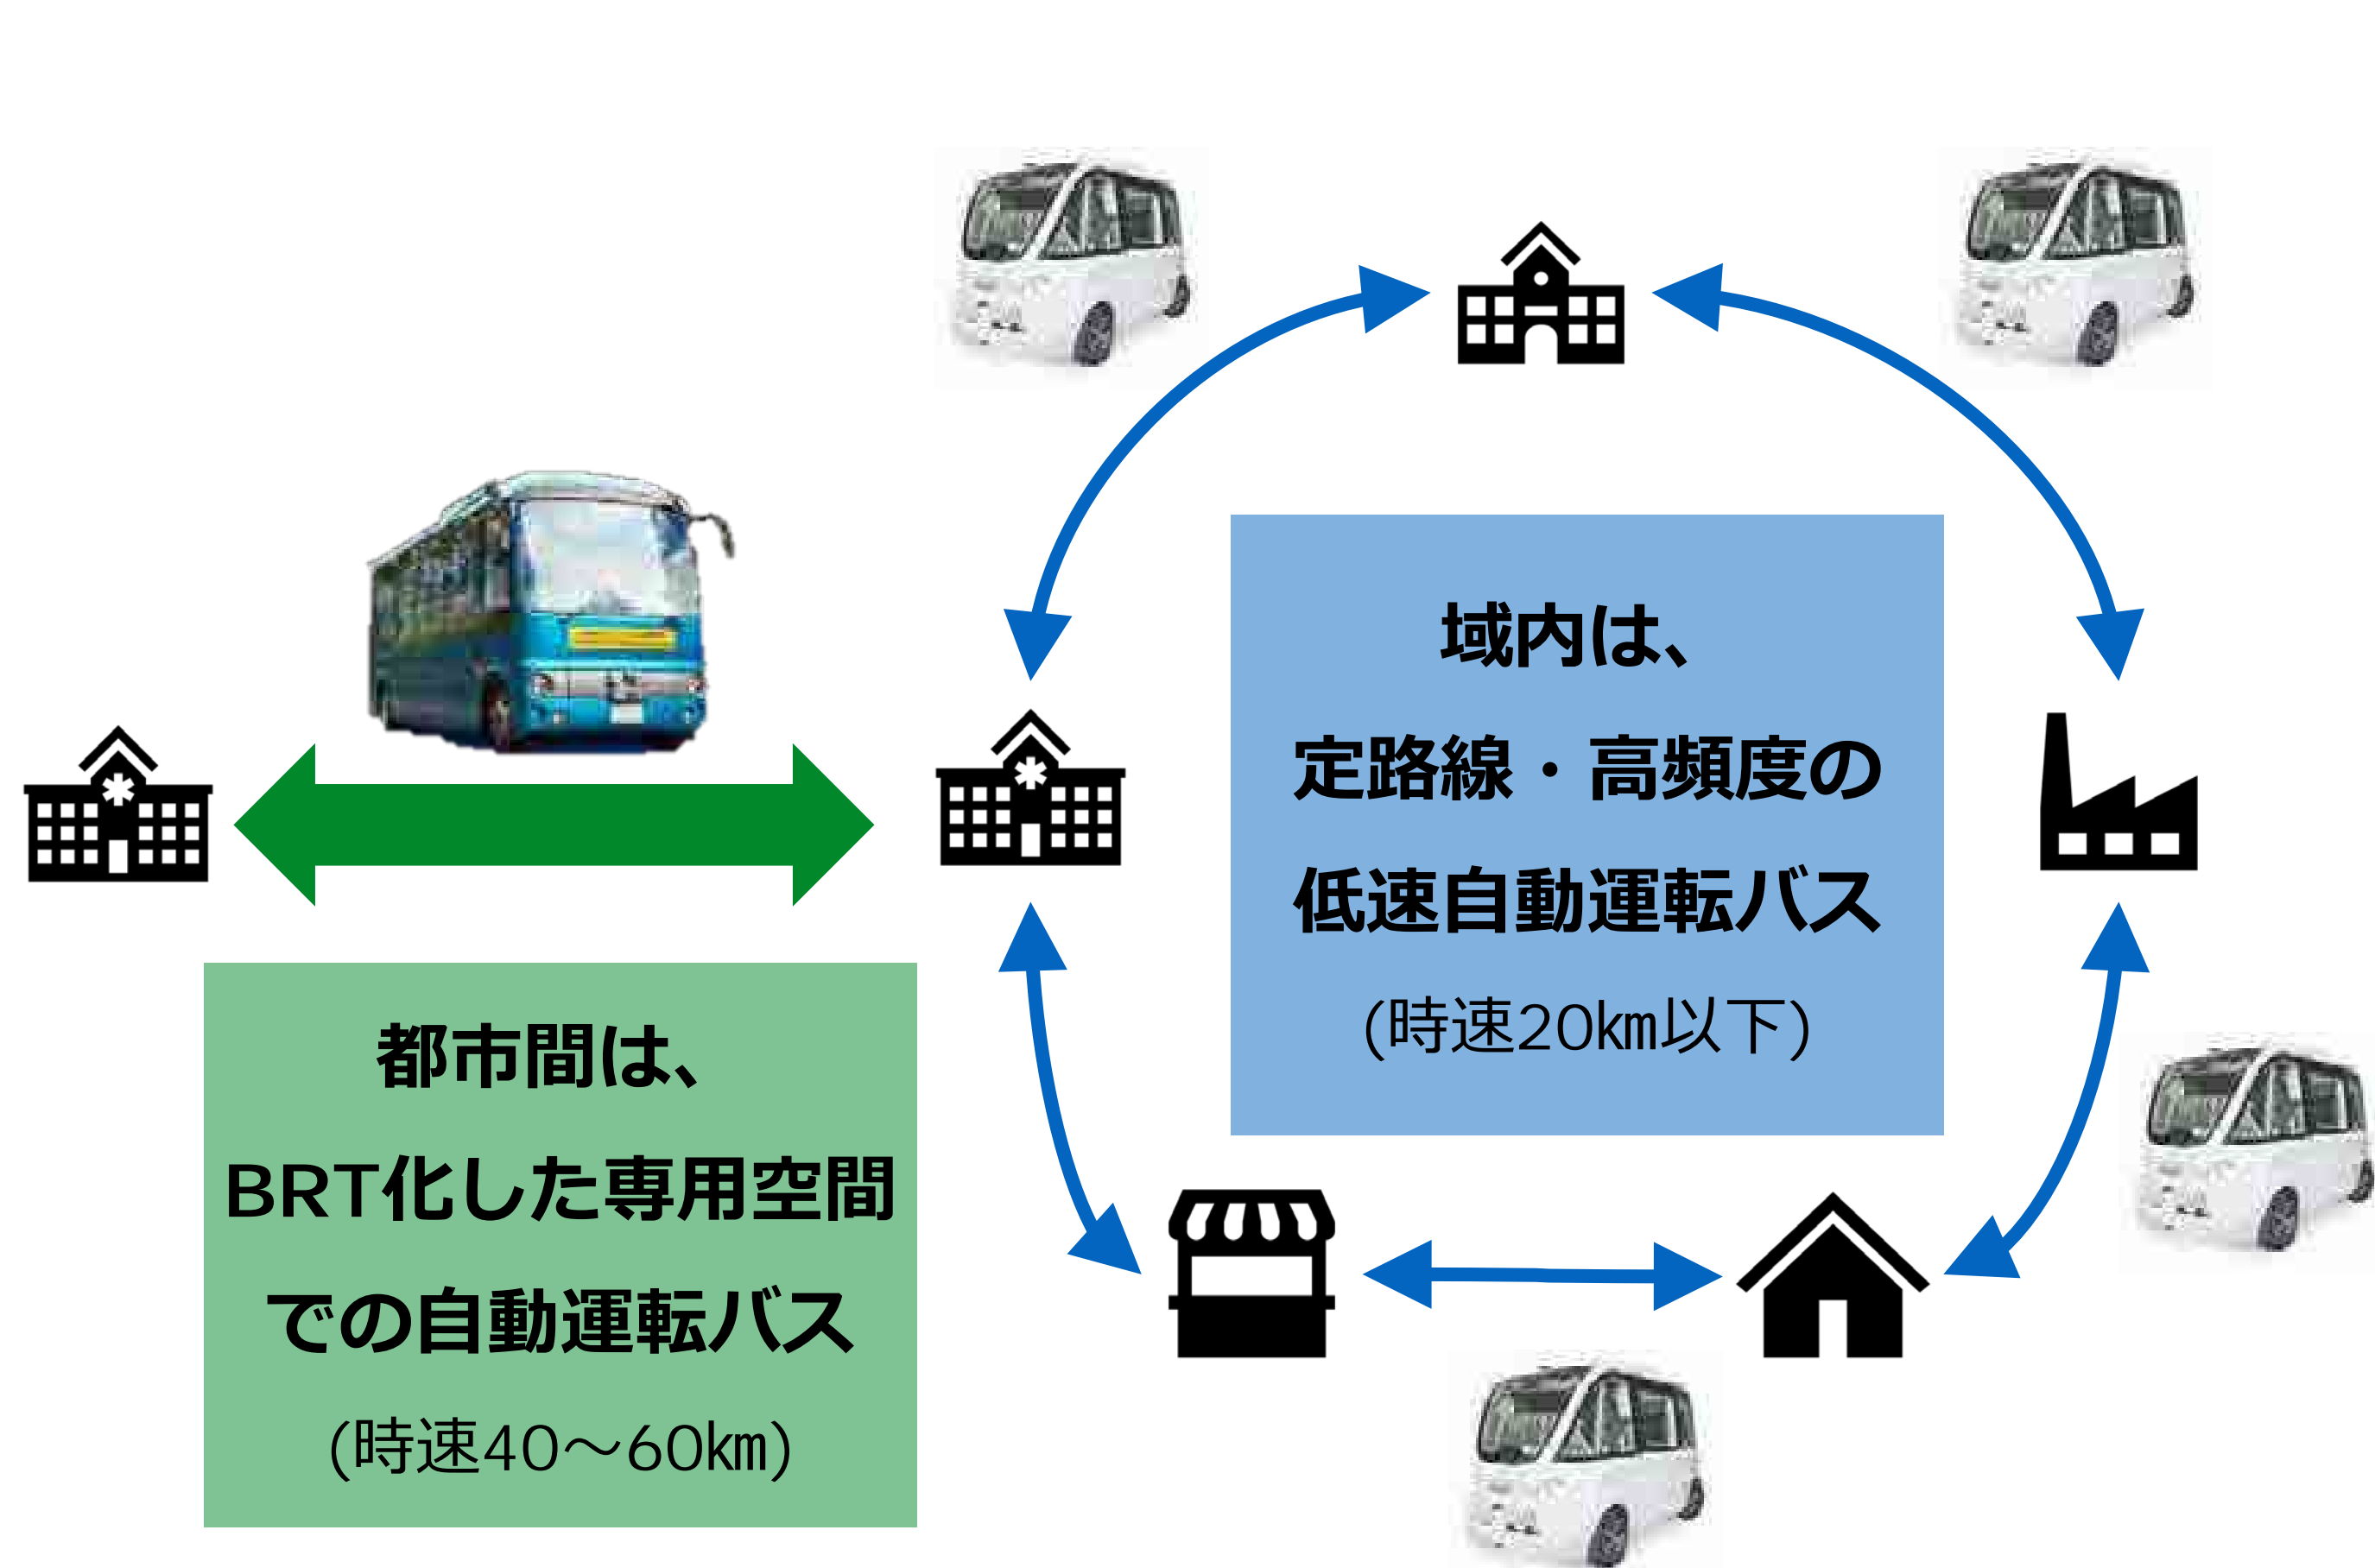 域内は、
定路線・高頻度の
低速自動運転バス
(時速20㎞以下)
都市間は、
BRT化した専用空間
での自動運転バス
(時速40～60㎞)